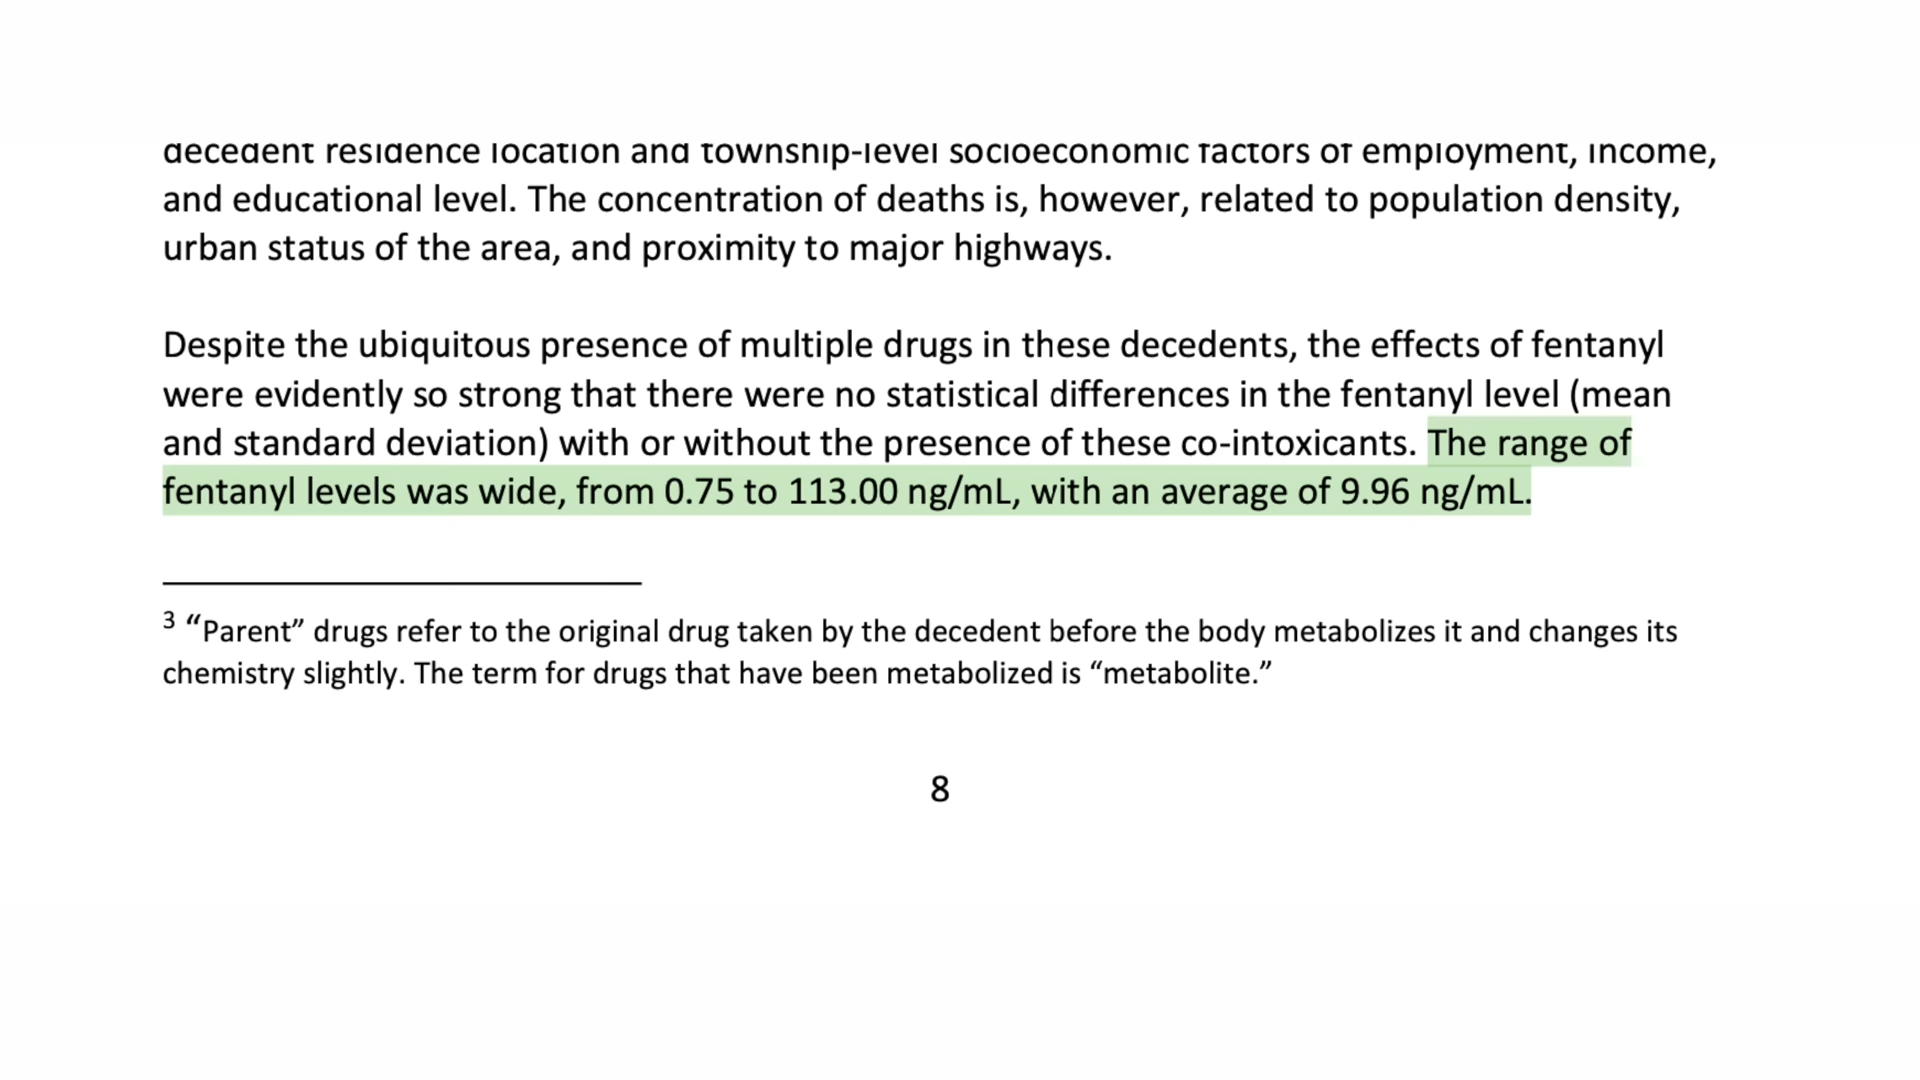 decedent residence location and township-level socioeconomic factors of employment, income,
and educational level. The concentration of deaths is, however, related to population density,
urban status of the area, and proximity to major highways.
Despite the ubiquitous presence of multiple drugs in these decedents, the effects of fentanyl
were evidently so strong that there were no statistical differences in the fentanyl level (mean
and standard deviation) with or without the presence of these co-intoxicants. The range of
fentanyl levels was wide, from 0.75 to 113.00 ng/mL, with an average of 9.96 ng/mL.
3 “Parent” drugs refer to the original drug taken by the decedent before the body metabolizes it and changes its
chemistry slightly. The term for drugs that have been metabolized is “metabolite.”
8